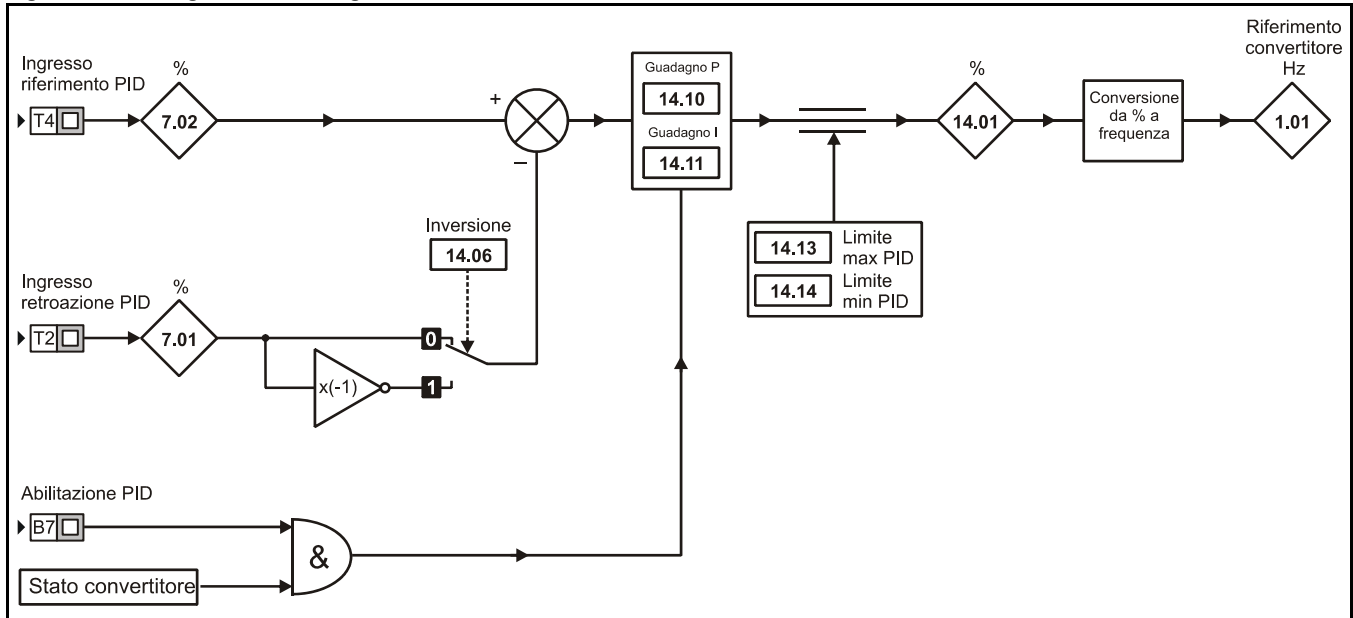 Ingresso
riferimento PID
T4
%
7.02
+
–
Guadagno P
14.10
Guadagno I
14.11
%
14.01
Conversione
da % a
frequenza
Riferimento
convertitore
Hz
1.01
Inversione
14.06
14.13 Limite
max PID
14.14 Limite
min PID
Ingresso
retroazione PID
T2
%
7.01
0
x(-1)
1
Abilitazione PID
B7
&
Stato convertitore